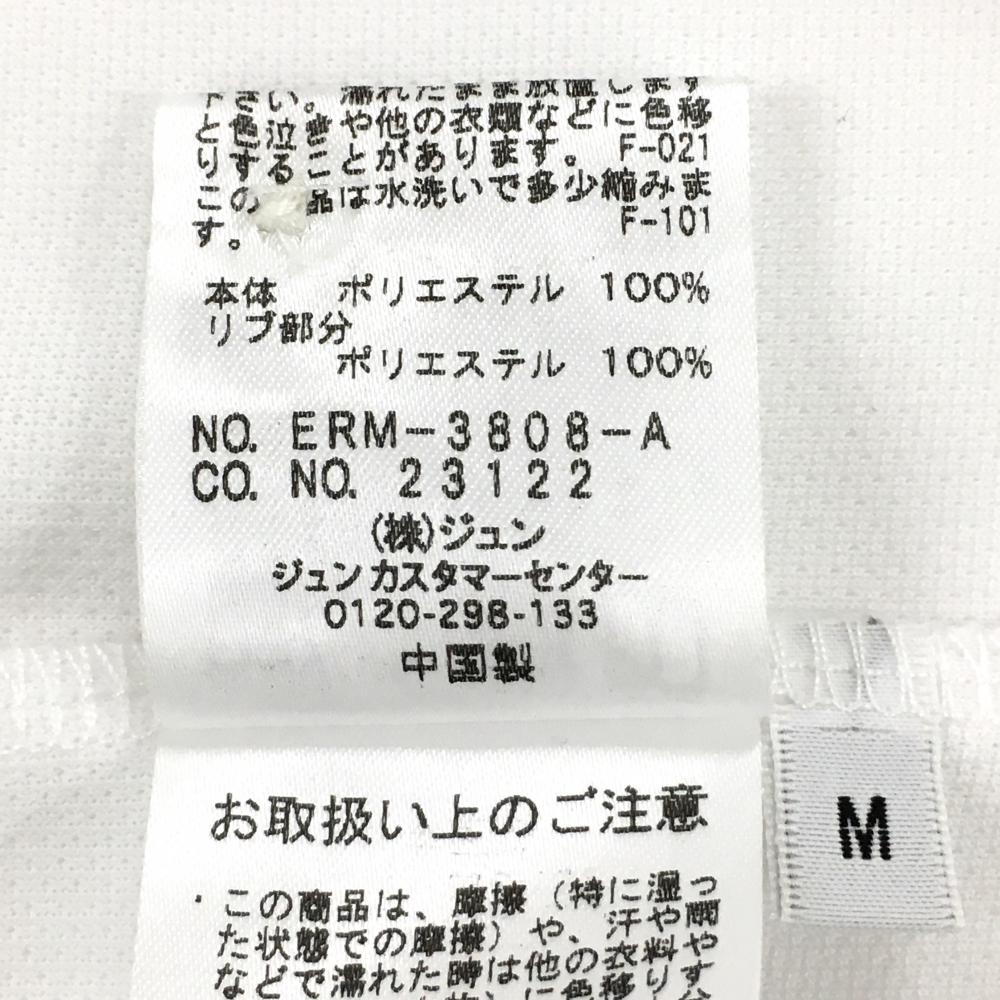 下さい。濡れたまま放置します
と色泣きや他の衣類などに色移
りすることがあります。 F-021
この 品は水洗いで多少縮みま
す。 F-101
本体 ポリエステル 100%
リブ部分
ポリエステル 100%
NO. ERM-3808-A
CO. NO. 23122
(株)ジュン
ジュンカスタマーセンター
0120-298-133
中国製
お取扱い上のご注意
・この商品は、摩擦（特に湿っ
た状態での摩擦）や、汗や雨
などで濡れた時は他の衣料や
に色移りす
M